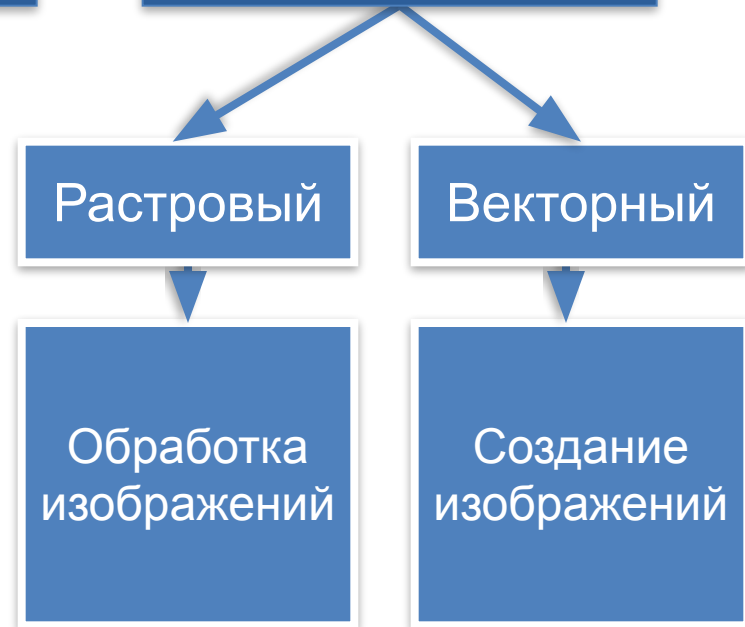 Растровый
Векторный
Обработка
изображений
Создание
изображений